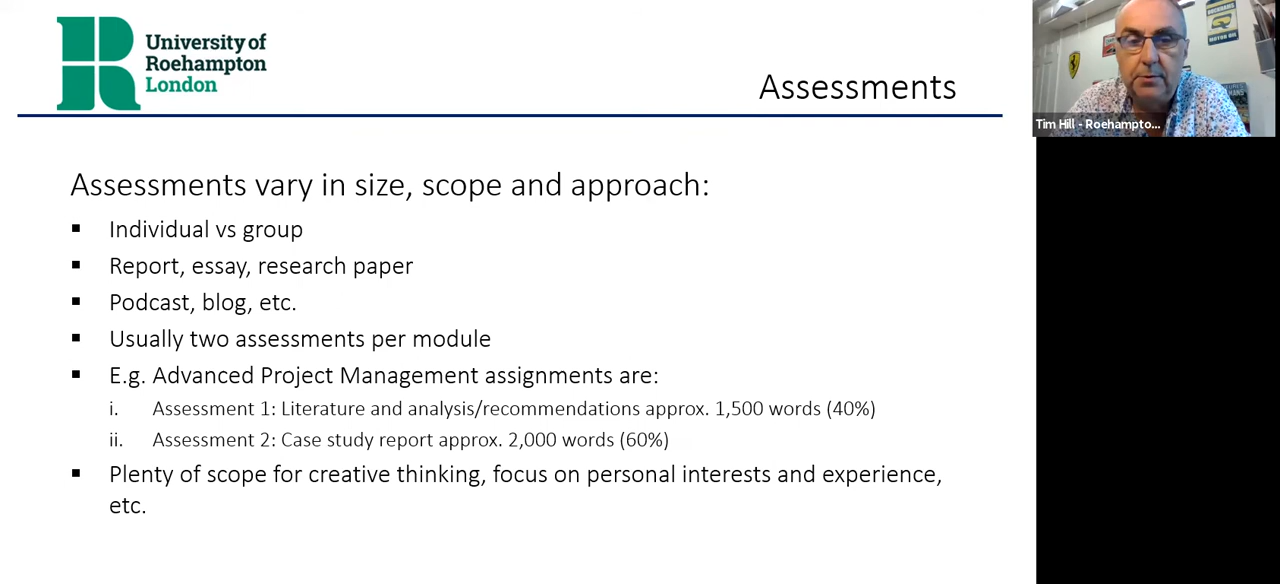 University of
Roehampton
London
Assessments
Tim Hill - Roehampto...
MOTOR OIL
Assessments vary in size, scope and approach:
▪ Individual vs group
▪ Report, essay, research paper
▪ Podcast, blog, etc.
▪ Usually two assessments per module
▪ E.g. Advanced Project Management assignments are:
i. Assessment 1: Literature and analysis/recommendations approx. 1,500 words (40%)
ii. Assessment 2: Case study report approx. 2,000 words (60%)
▪ Plenty of scope for creative thinking, focus on personal interests and experience,
etc.